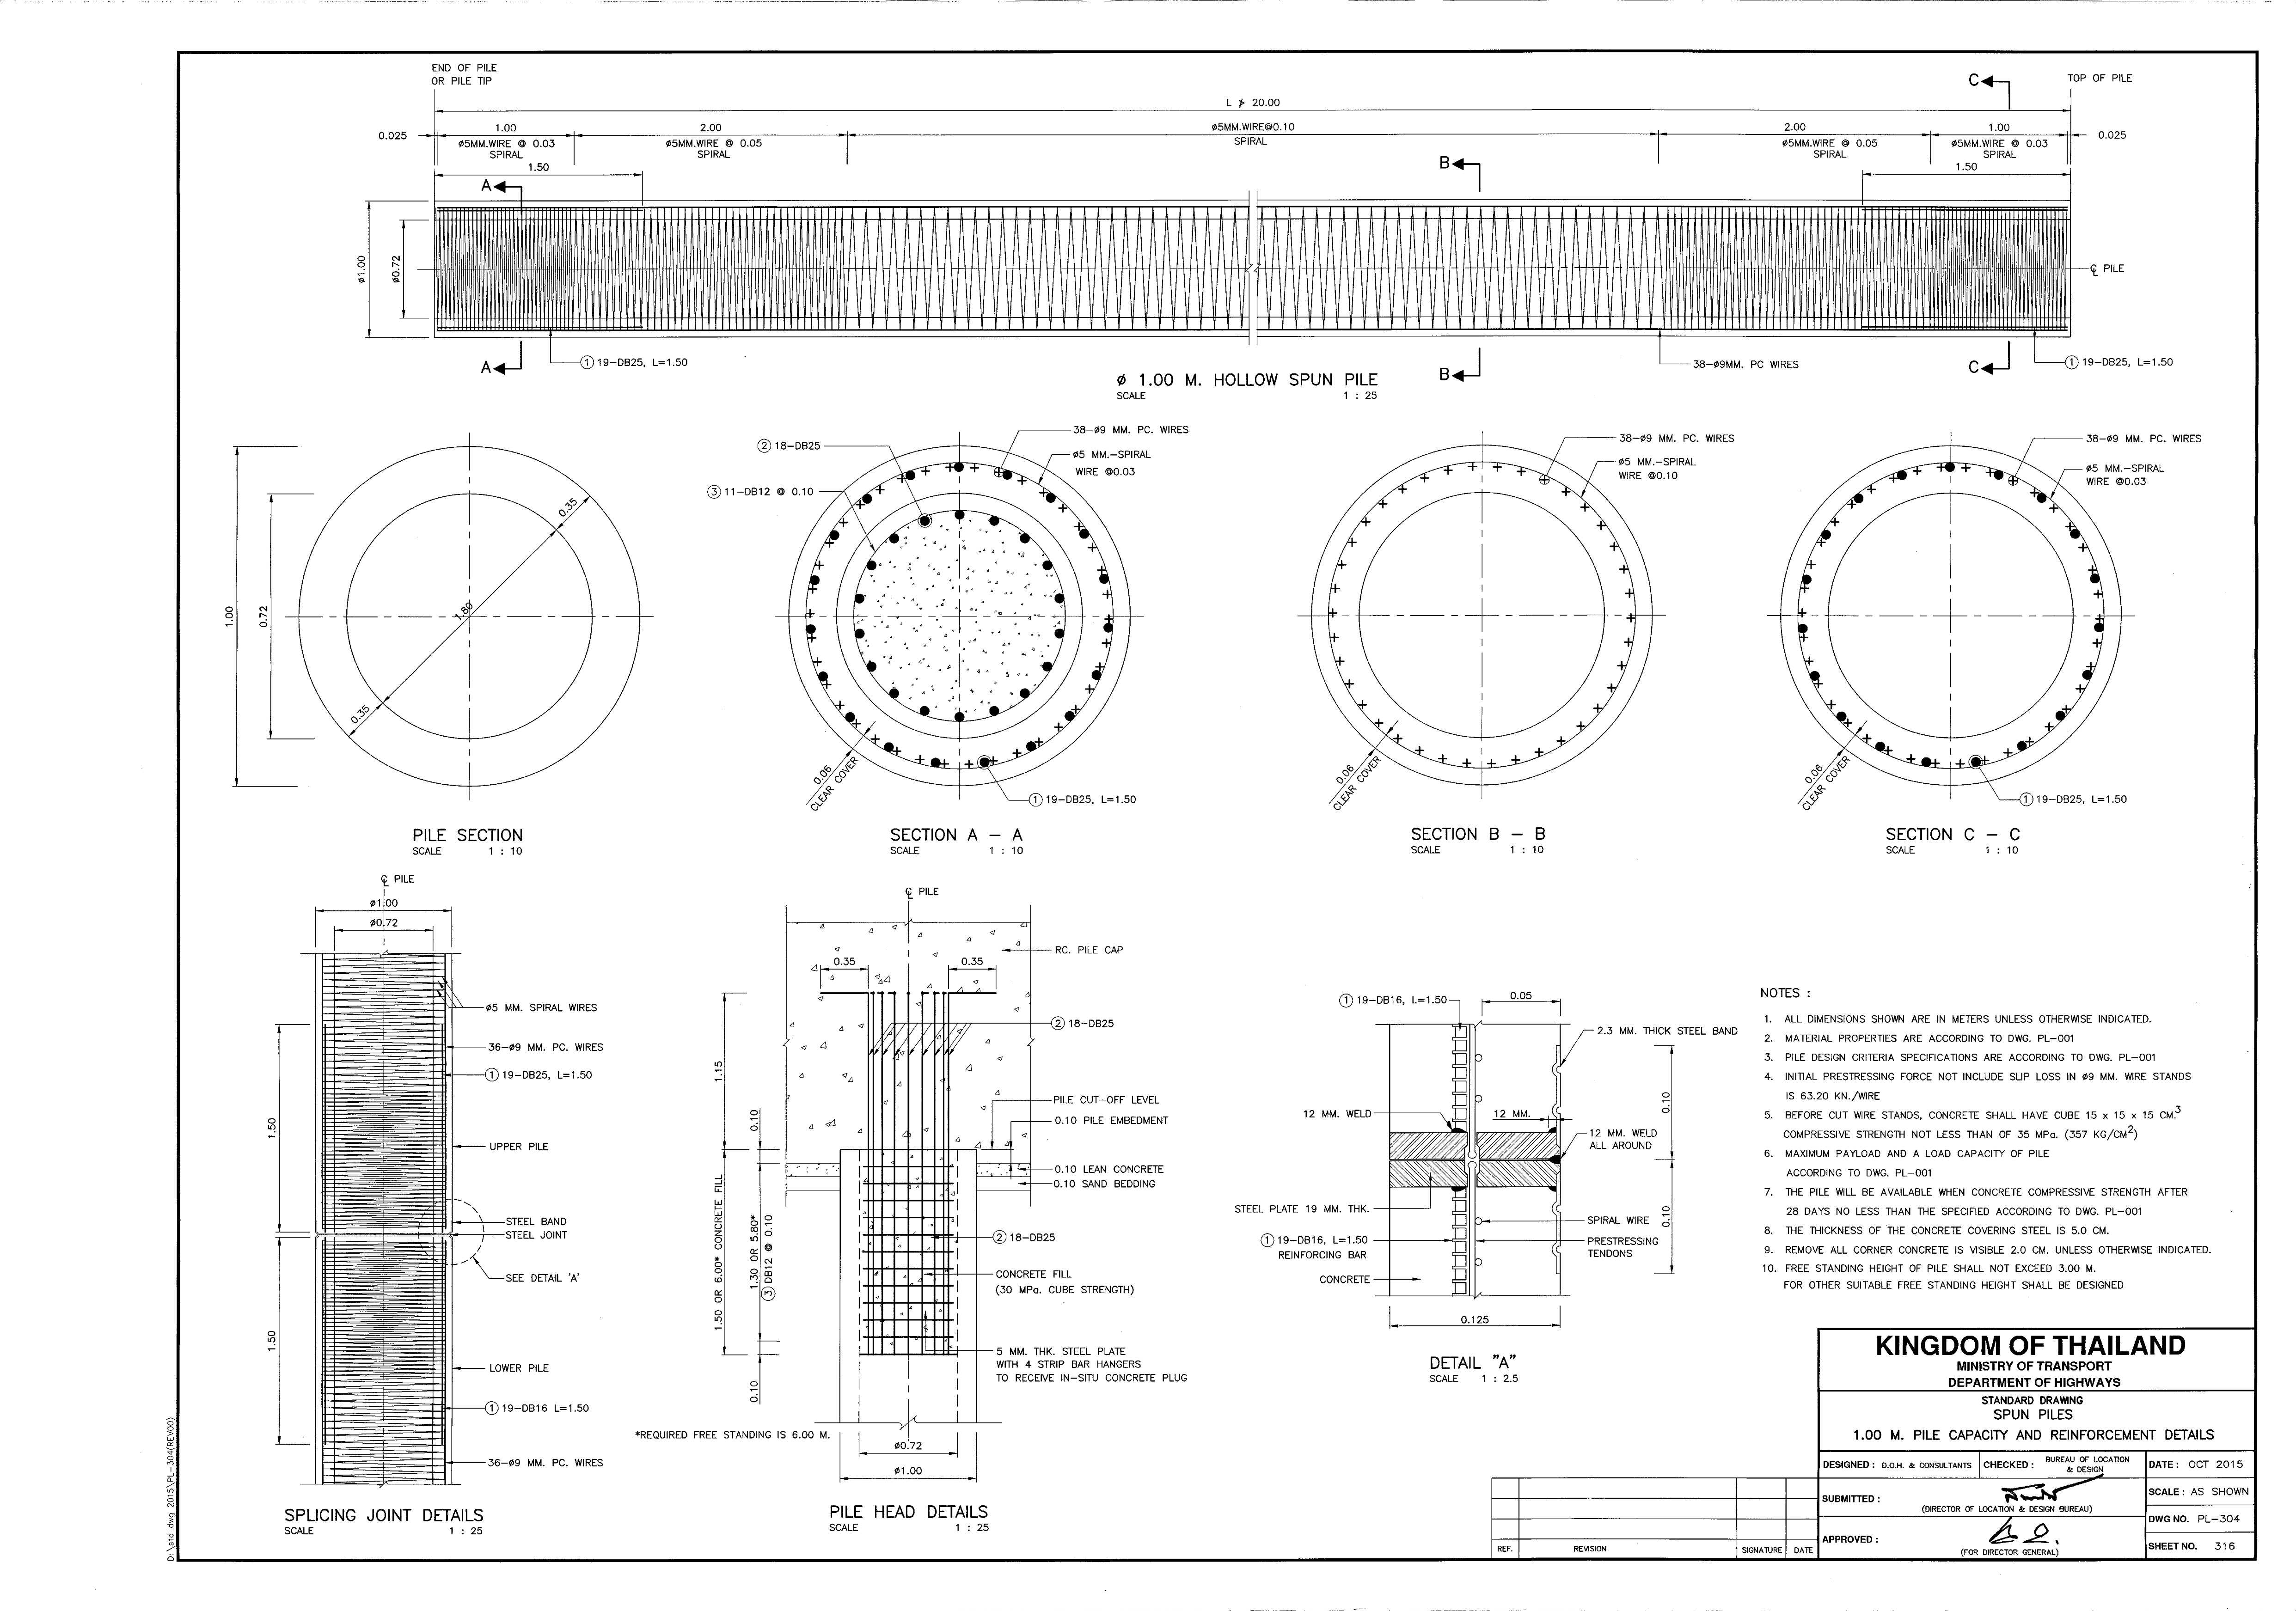 END OF PILE
OR PILE TIP
C
TOP OF PILE
L ≯ 20.00
0.025
1.00
2.00
ø5MM.WIRE@0.10
2.00
1.00
0.025
ø5MM.WIRE @ 0.03
SPIRAL
ø5MM.WIRE @ 0.05
SPIRAL
SPIRAL
ø5MM.WIRE @ 0.05
SPIRAL
ø5MM.WIRE @ 0.03
SPIRAL
1.50
B
1.50
A
ø1.00
ø0.72
℄ PILE
A
① 19-DB25, L=1.50
B
38-ø9MM. PC WIRES
C
① 19-DB25, L=1.50
ø 1.00 M. HOLLOW SPUN PILE
SCALE 1 : 25
1.00
0.72
0.35
1.80
0.35
PILE SECTION
SCALE 1 : 10
② 18-DB25
38-ø9 MM. PC. WIRES
ø5 MM.-SPIRAL
WIRE @0.03
③ 11-DB12 @ 0.10
0.06
CLEAR COVER
① 19-DB25, L=1.50
SECTION A - A
SCALE 1 : 10
38-ø9 MM. PC. WIRES
ø5 MM.-SPIRAL
WIRE @0.10
0.06
CLEAR COVER
SECTION B - B
SCALE 1 : 10
38-ø9 MM. PC. WIRES
ø5 MM.-SPIRAL
WIRE @0.03
0.06
CLEAR COVER
① 19-DB25, L=1.50
SECTION C - C
SCALE 1 : 10
℄ PILE
ø1.00
ø0.72
ø5 MM. SPIRAL WIRES
36-ø9 MM. PC. WIRES
① 19-DB25, L=1.50
1.50
UPPER PILE
STEEL BAND
STEEL JOINT
SEE DETAIL 'A'
1.50
LOWER PILE
① 19-DB16 L=1.50
36-ø9 MM. PC. WIRES
SPLICING JOINT DETAILS
SCALE 1 : 25
℄ PILE
RC. PILE CAP
0.35
0.35
② 18-DB25
1.15
PILE CUT-OFF LEVEL
0.10
0.10 PILE EMBEDMENT
0.10 LEAN CONCRETE
0.10 SAND BEDDING
1.50 OR 6.00* CONCRETE FILL
1.30 OR 5.80*
③ DB12 @ 0.10
② 18-DB25
CONCRETE FILL
(30 MPa. CUBE STRENGTH)
5 MM. THK. STEEL PLATE
WITH 4 STRIP BAR HANGERS
TO RECEIVE IN-SITU CONCRETE PLUG
0.10
*REQUIRED FREE STANDING IS 6.00 M.
ø0.72
ø1.00
PILE HEAD DETAILS
SCALE 1 : 25
① 19-DB16, L=1.50
0.05
2.3 MM. THICK STEEL BAND
0.10
12 MM. WELD
12 MM.
12 MM. WELD
ALL AROUND
STEEL PLATE 19 MM. THK.
0.10
SPIRAL WIRE
① 19-DB16, L=1.50
REINFORCING BAR
PRESTRESSING
TENDONS
CONCRETE
0.125
DETAIL "A"
SCALE 1 : 2.5
NOTES :
1. ALL DIMENSIONS SHOWN ARE IN METERS UNLESS OTHERWISE INDICATED.
2. MATERIAL PROPERTIES ARE ACCORDING TO DWG. PL-001
3. PILE DESIGN CRITERIA SPECIFICATIONS ARE ACCORDING TO DWG. PL-001
4. INITIAL PRESTRESSING FORCE NOT INCLUDE SLIP LOSS IN ø9 MM. WIRE STANDS
IS 63.20 KN./WIRE
5. BEFORE CUT WIRE STANDS, CONCRETE SHALL HAVE CUBE 15 x 15 x 15 CM.³
COMPRESSIVE STRENGTH NOT LESS THAN OF 35 MPa. (357 KG/CM²)
6. MAXIMUM PAYLOAD AND A LOAD CAPACITY OF PILE
ACCORDING TO DWG. PL-001
7. THE PILE WILL BE AVAILABLE WHEN CONCRETE COMPRESSIVE STRENGTH AFTER
28 DAYS NO LESS THAN THE SPECIFIED ACCORDING TO DWG. PL-001
8. THE THICKNESS OF THE CONCRETE COVERING STEEL IS 5.0 CM.
9. REMOVE ALL CORNER CONCRETE IS VISIBLE 2.0 CM. UNLESS OTHERWISE INDICATED.
10. FREE STANDING HEIGHT OF PILE SHALL NOT EXCEED 3.00 M.
FOR OTHER SUITABLE FREE STANDING HEIGHT SHALL BE DESIGNED
KINGDOM OF THAILAND
MINISTRY OF TRANSPORT
DEPARTMENT OF HIGHWAYS
STANDARD DRAWING
SPUN PILES
1.00 M. PILE CAPACITY AND REINFORCEMENT DETAILS
DESIGNED : D.O.H. & CONSULTANTS
CHECKED : BUREAU OF LOCATION
& DESIGN
DATE : OCT 2015
SUBMITTED :
(DIRECTOR OF LOCATION & DESIGN BUREAU)
SCALE : AS SHOWN
APPROVED :
(FOR DIRECTOR GENERAL)
DWG NO. PL-304
SHEET NO. 316
REF. REVISION SIGNATURE DATE
D:\std dwg 2015\PL-304(REV00)